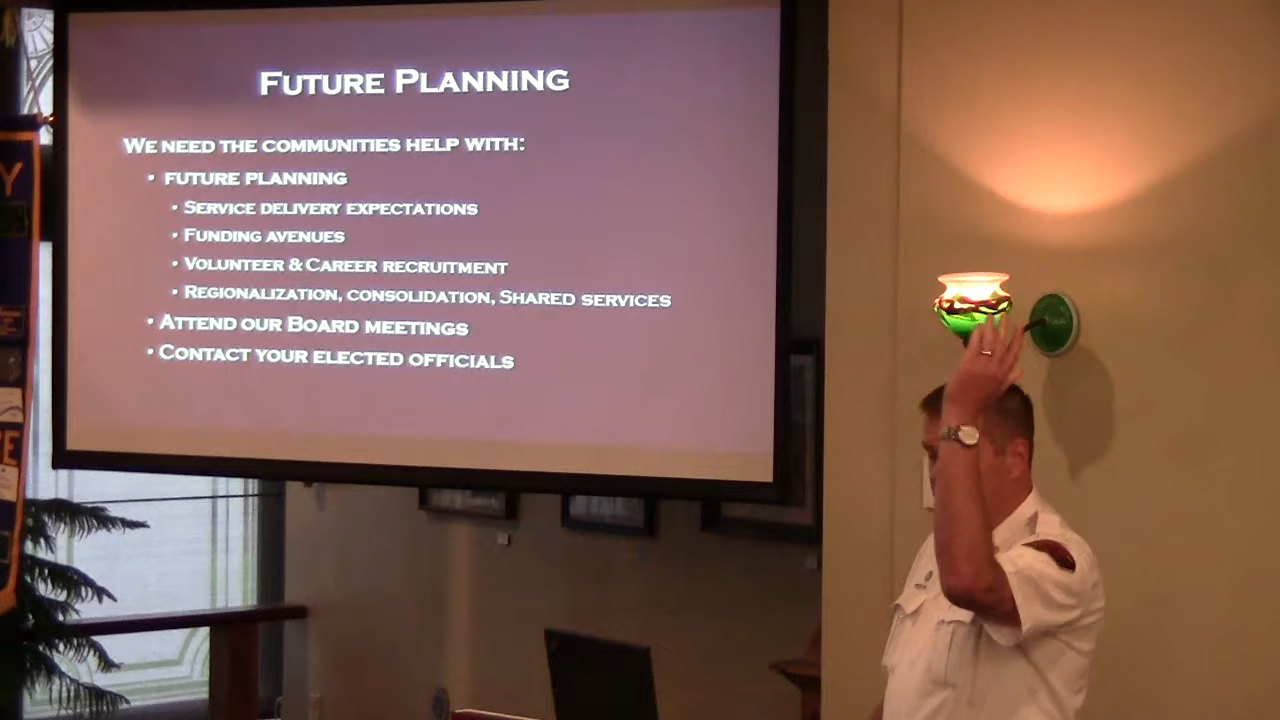 Future Planning
We need the communities help with:
• future planning
• Service delivery expectations
• Funding avenues
• Volunteer & Career recruitment
• Regionalization, consolidation, Shared services
• Attend our Board meetings
• Contact your elected officials
Y
E